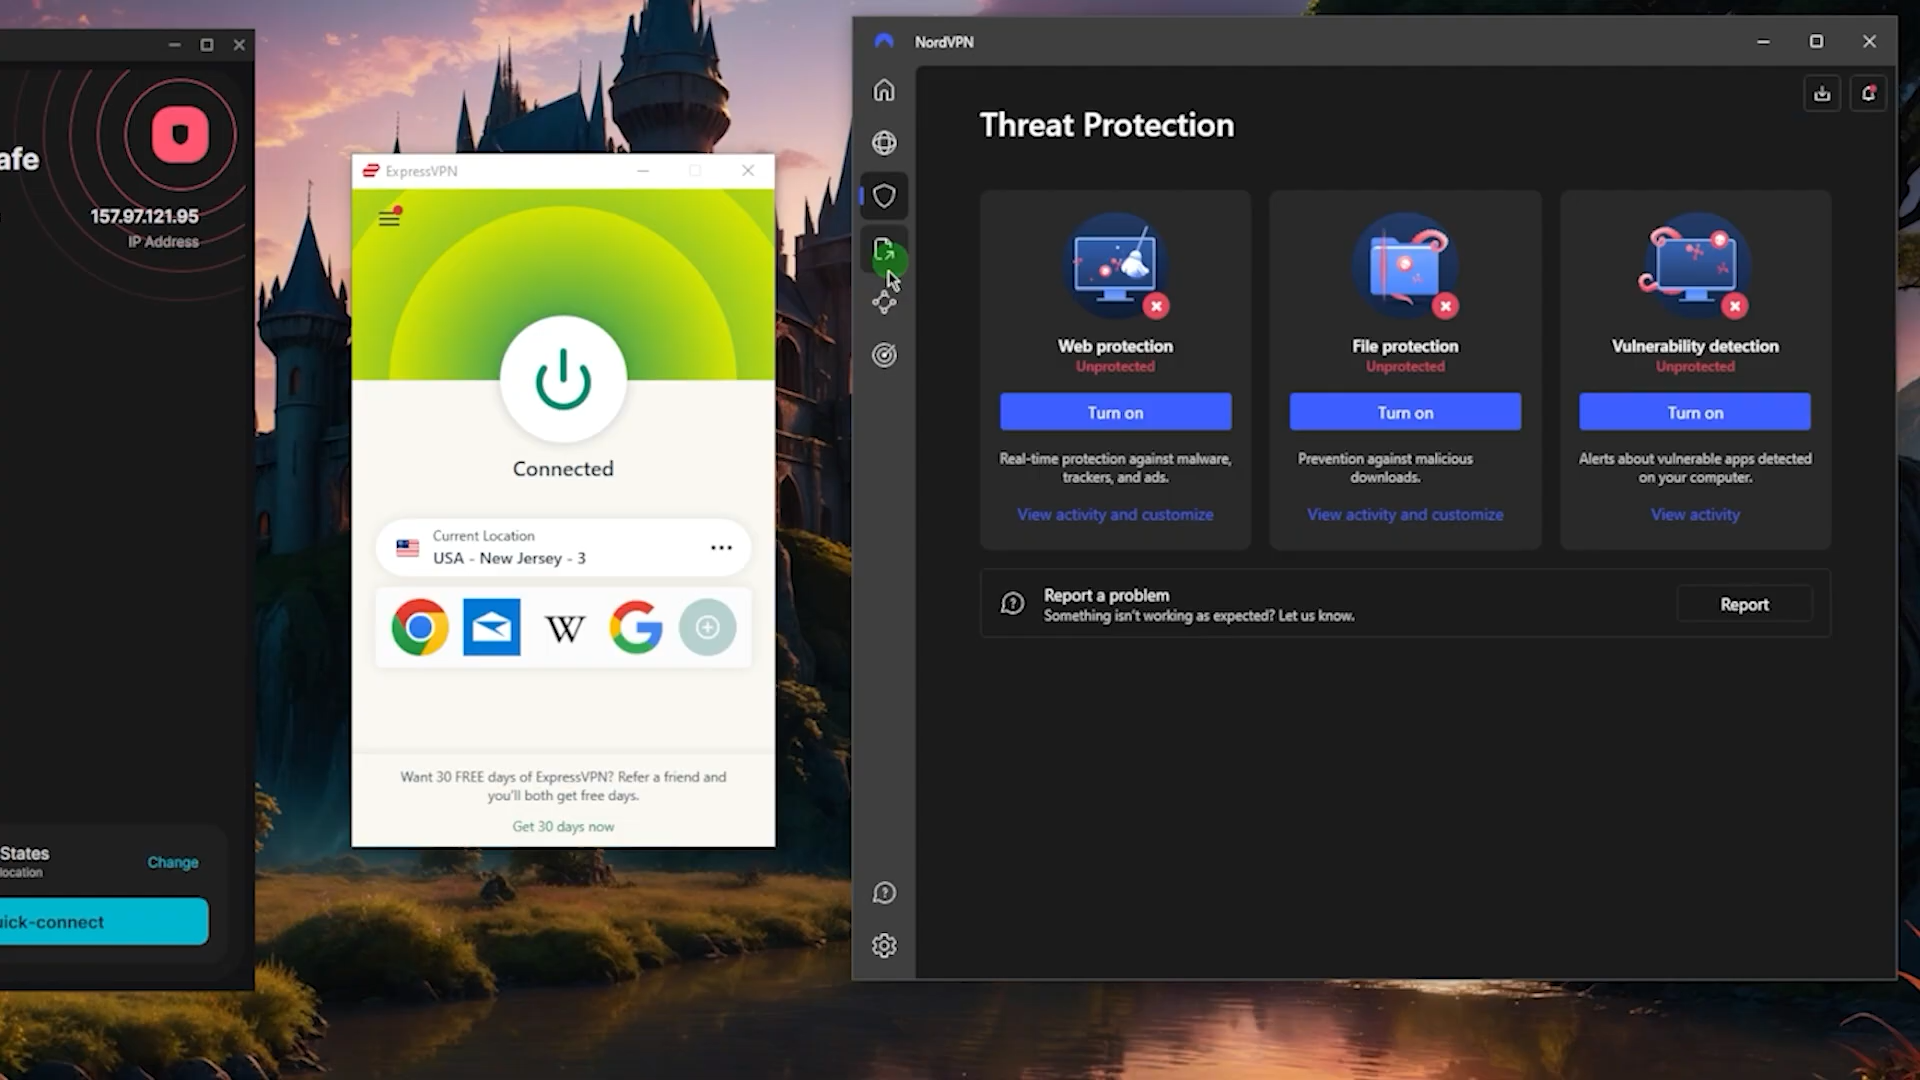 afe
157.97.121.95
IP Address
States
location
Change
uick-connect
ExpressVPN
Connected
Current Location
USA - New Jersey - 3
W
G
Want 30 FREE days of ExpressVPN? Refer a friend and
you'll both get free days.
Get 30 days now
NordVPN
Threat Protection
Web protection
Unprotected
Turn on
Real-time protection against malware,
trackers, and ads.
View activity and customize
File protection
Unprotected
Turn on
Prevention against malicious
downloads.
View activity and customize
Vulnerability detection
Unprotected
Turn on
Alerts about vulnerable apps detected
on your computer.
View activity
Report a problem
Something isn't working as expected? Let us know.
Report